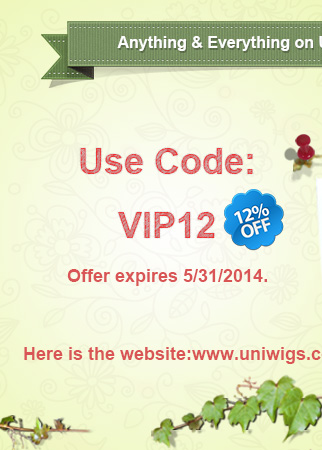 Anything & Everything on
Use Code:
VIP12
12%
OFF
Offer expires 5/31/2014.
Here is the website:www.uniwigs.c